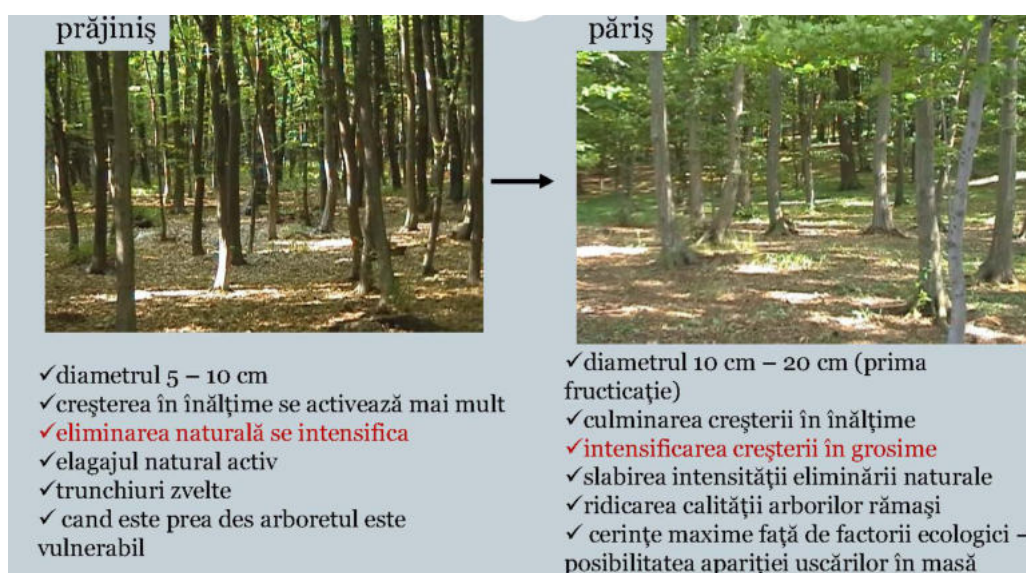 prăjiniş
păriş
✓diametrul 5 – 10 cm
✓creşterea în înălţime se activează mai mult
✓eliminarea naturală se intensifica
✓elagajul natural activ
✓trunchiuri zvelte
✓ cand este prea des arboretul este
vulnerabil
✓diametrul 10 cm – 20 cm (prima
fructicaţie)
✓culminarea creşterii în înălţime
✓intensificarea creşterii în grosime
✓slabirea intensităţii eliminării naturale
✓ridicarea calităţii arborilor rămaşi
✓ cerinţe maxime faţă de factorii ecologici –
posibilitatea apariţiei uscărilor în masă